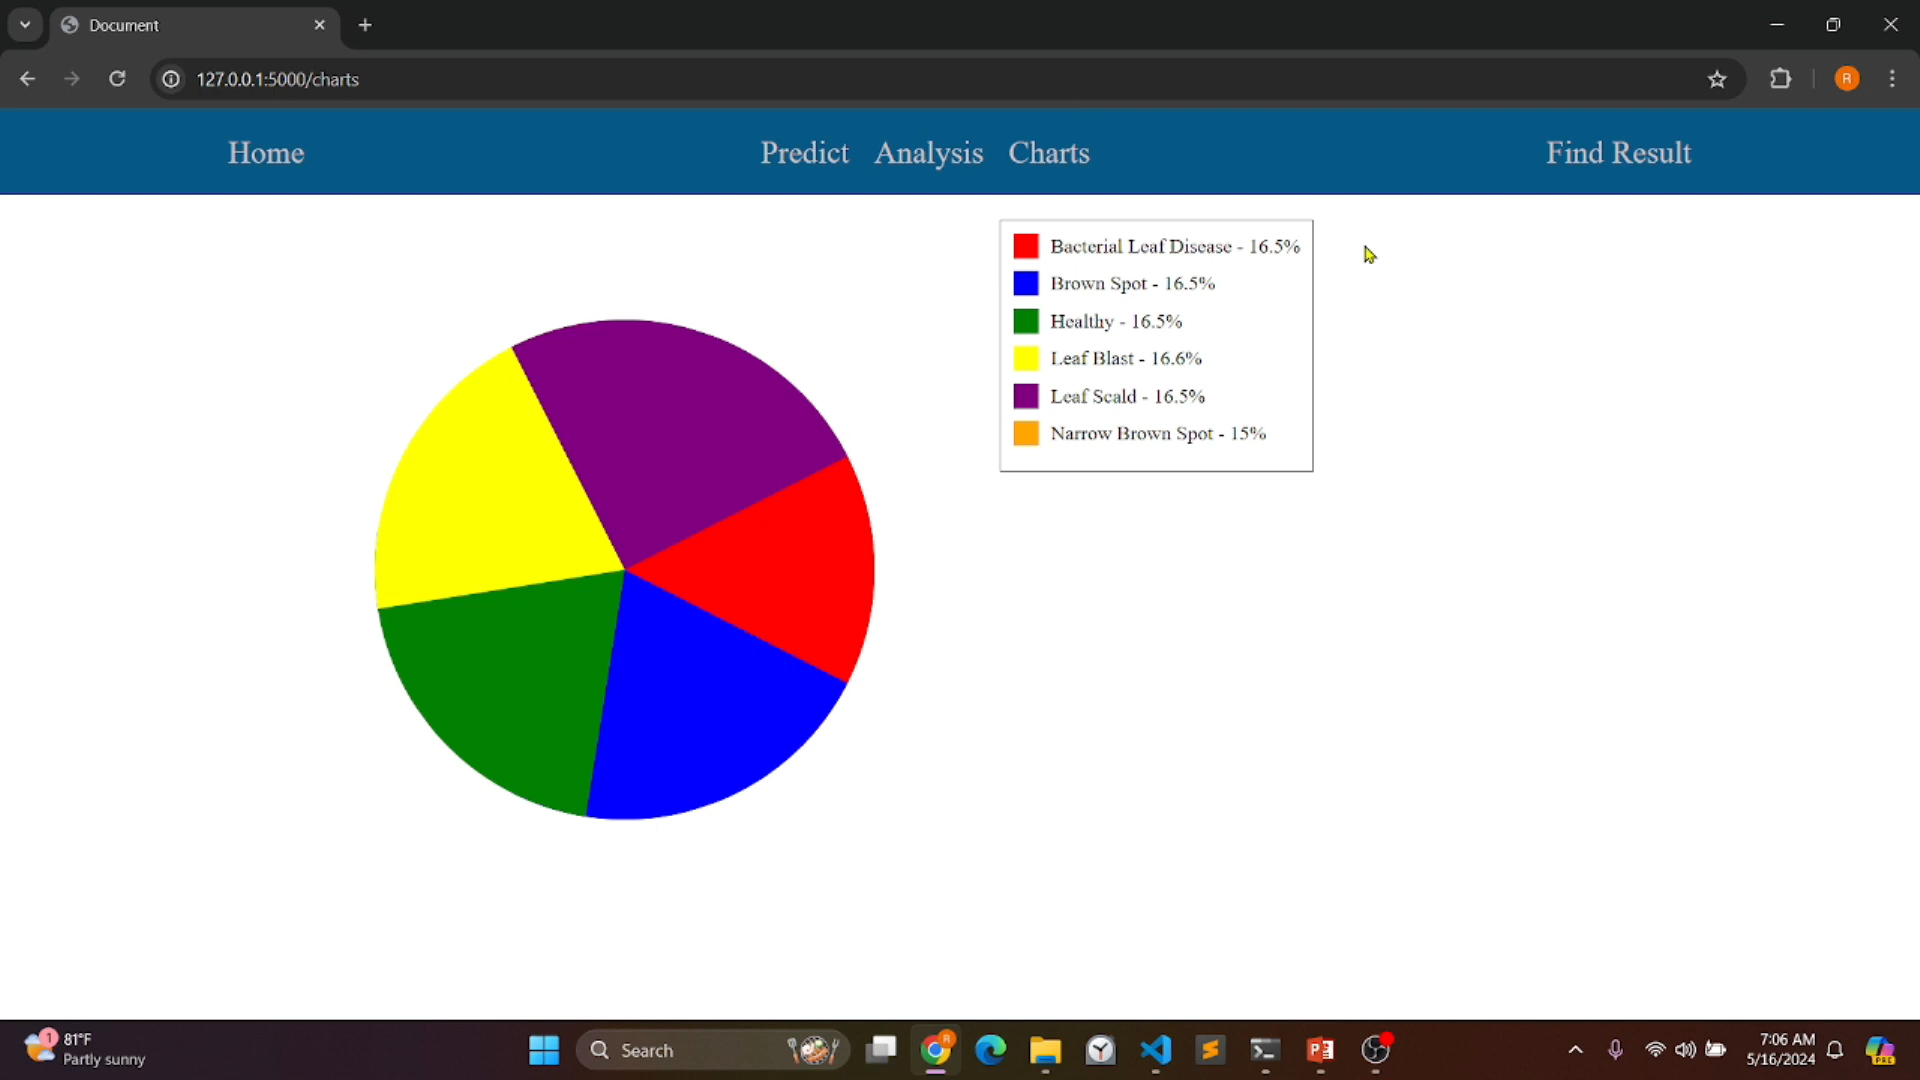 Document
127.0.0.1:5000/charts
R
Home
Predict
Analysis
Charts
Find Result
Bacterial Leaf Disease - 16.5%
Brown Spot - 16.5%
Healthy - 16.5%
Leaf Blast - 16.6%
Leaf Scald - 16.5%
Narrow Brown Spot - 15%
1
81°F
Partly sunny
Search
R
7:06 AM
5/16/2024
PRE